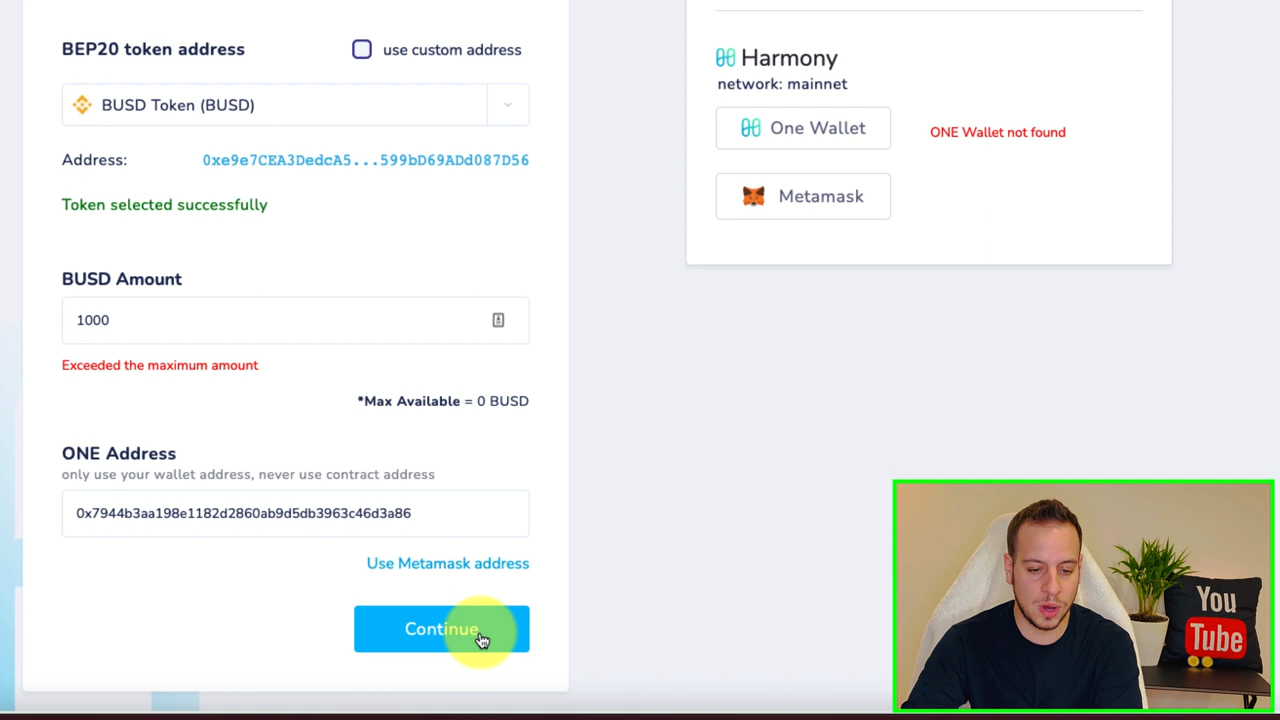 BEP20 token address
use custom address
BUSD Token (BUSD)
Address:
0xe9e7CEA3DedcA5...599bD69ADd087D56
Token selected successfully
BUSD Amount
1000
Exceeded the maximum amount
*Max Available = 0 BUSD
ONE Address
only use your wallet address, never use contract address
0x7944b3aa198e1182d2860ab9d5db3963c46d3a86
Use Metamask address
Continue
Harmony
network: mainnet
One Wallet
ONE Wallet not found
Metamask
You
Tube